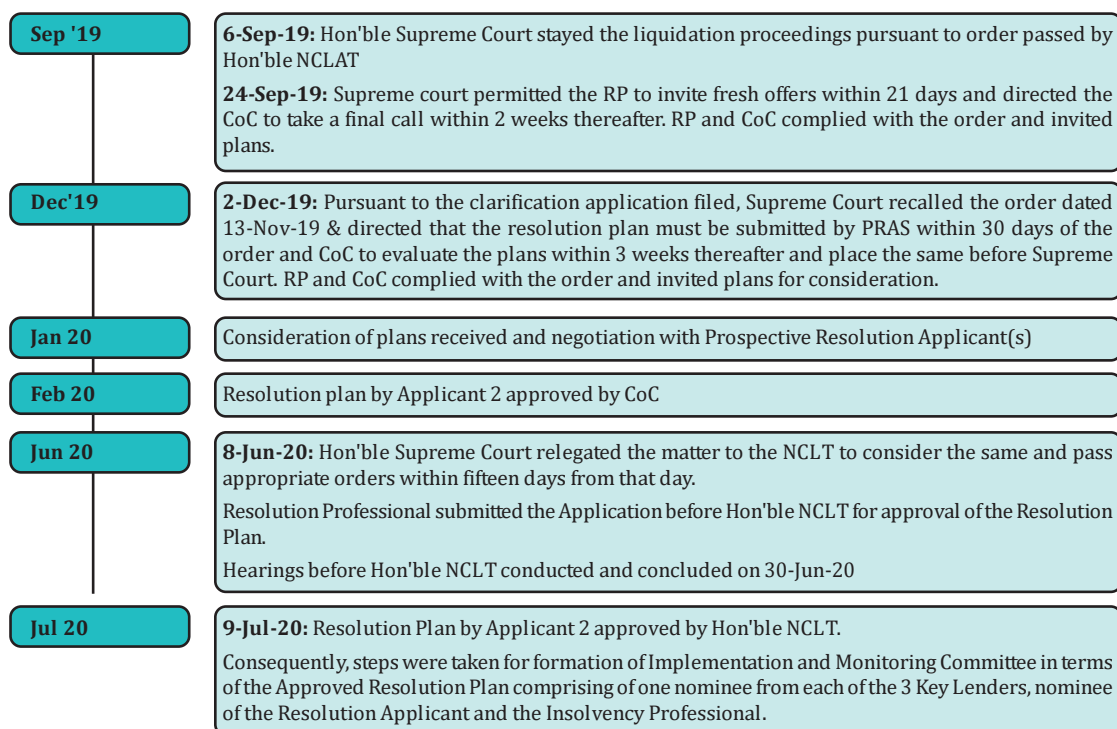 Sep '19
6-Sep-19: Hon'ble Supreme Court stayed the liquidation proceedings pursuant to order passed by
Hon'ble NCLAT
24-Sep-19: Supreme court permitted the RP to invite fresh offers within 21 days and directed the
CoC to take a final call within 2 weeks thereafter. RP and CoC complied with the order and invited
plans.
Dec'19
2-Dec-19: Pursuant to the clarification application filed, Supreme Court recalled the order dated
13-Nov-19 & directed that the resolution plan must be submitted by PRAS within 30 days of the
order and CoC to evaluate the plans within 3 weeks thereafter and place the same before Supreme
Court. RP and CoC complied with the order and invited plans for consideration.
Jan 20
Consideration of plans received and negotiation with Prospective Resolution Applicant(s)
Feb 20
Resolution plan by Applicant 2 approved by CoC
Jun 20
8-Jun-20: Hon'ble Supreme Court relegated the matter to the NCLT to consider the same and pass
appropriate orders within fifteen days from that day.
Resolution Professional submitted the Application before Hon'ble NCLT for approval of the Resolution
Plan.
Hearings before Hon'ble NCLT conducted and concluded on 30-Jun-20
Jul 20
9-Jul-20: Resolution Plan by Applicant 2 approved by Hon'ble NCLT.
Consequently, steps were taken for formation of Implementation and Monitoring Committee in terms
of the Approved Resolution Plan comprising of one nominee from each of the 3 Key Lenders, nominee
of the Resolution Applicant and the Insolvency Professional.